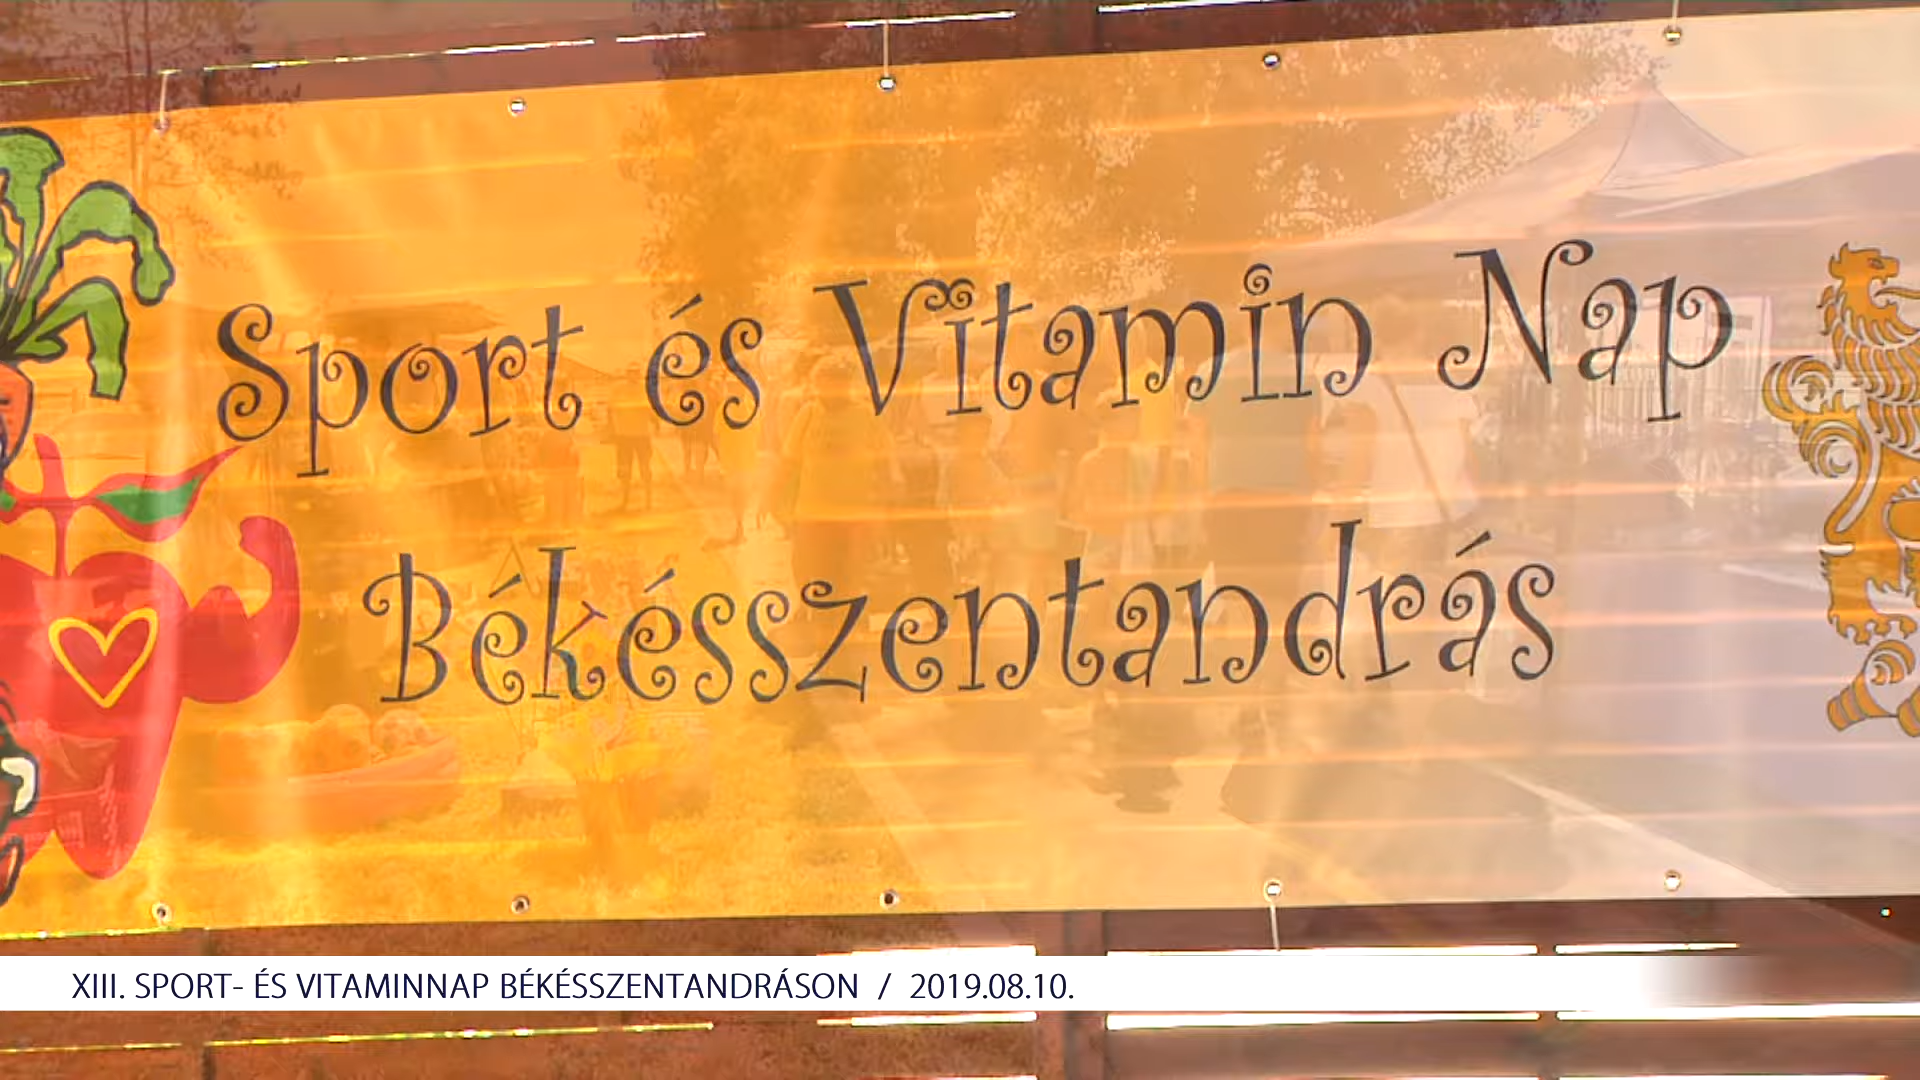 Sport és Vitamin Nap
Békésszentandrás
XIII. SPORT- ÉS VITAMINNAP BÉKÉSSZENTANDRÁSON / 2019.08.10.